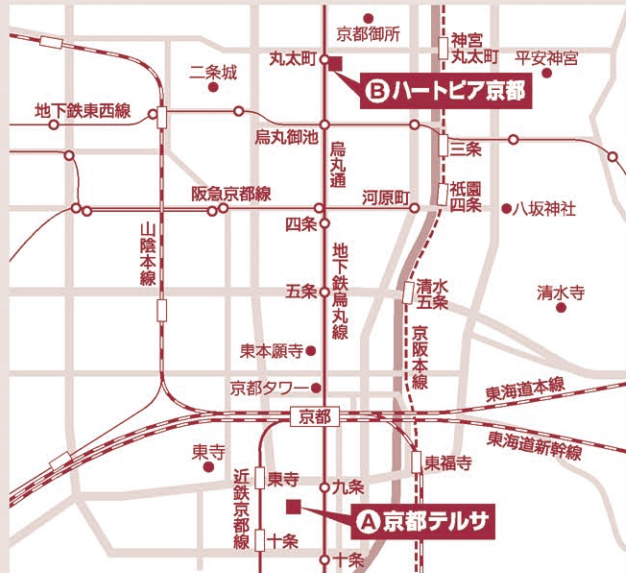 京都御所
丸太町
神宮
丸太町
平安神宮
二条城
Ⓑハートピア京都
地下鉄東西線
烏丸御池
三条
烏丸通
阪急京都線
河原町
祇園
四条
八坂神社
四条
山陰本線
地下鉄烏丸線
五条
清水
五条
清水寺
京阪本線
東本願寺
京都タワー
東海道本線
京都
東海道新幹線
東寺
東寺
東福寺
近鉄京都線
九条
Ⓐ京都テルサ
十条
十条